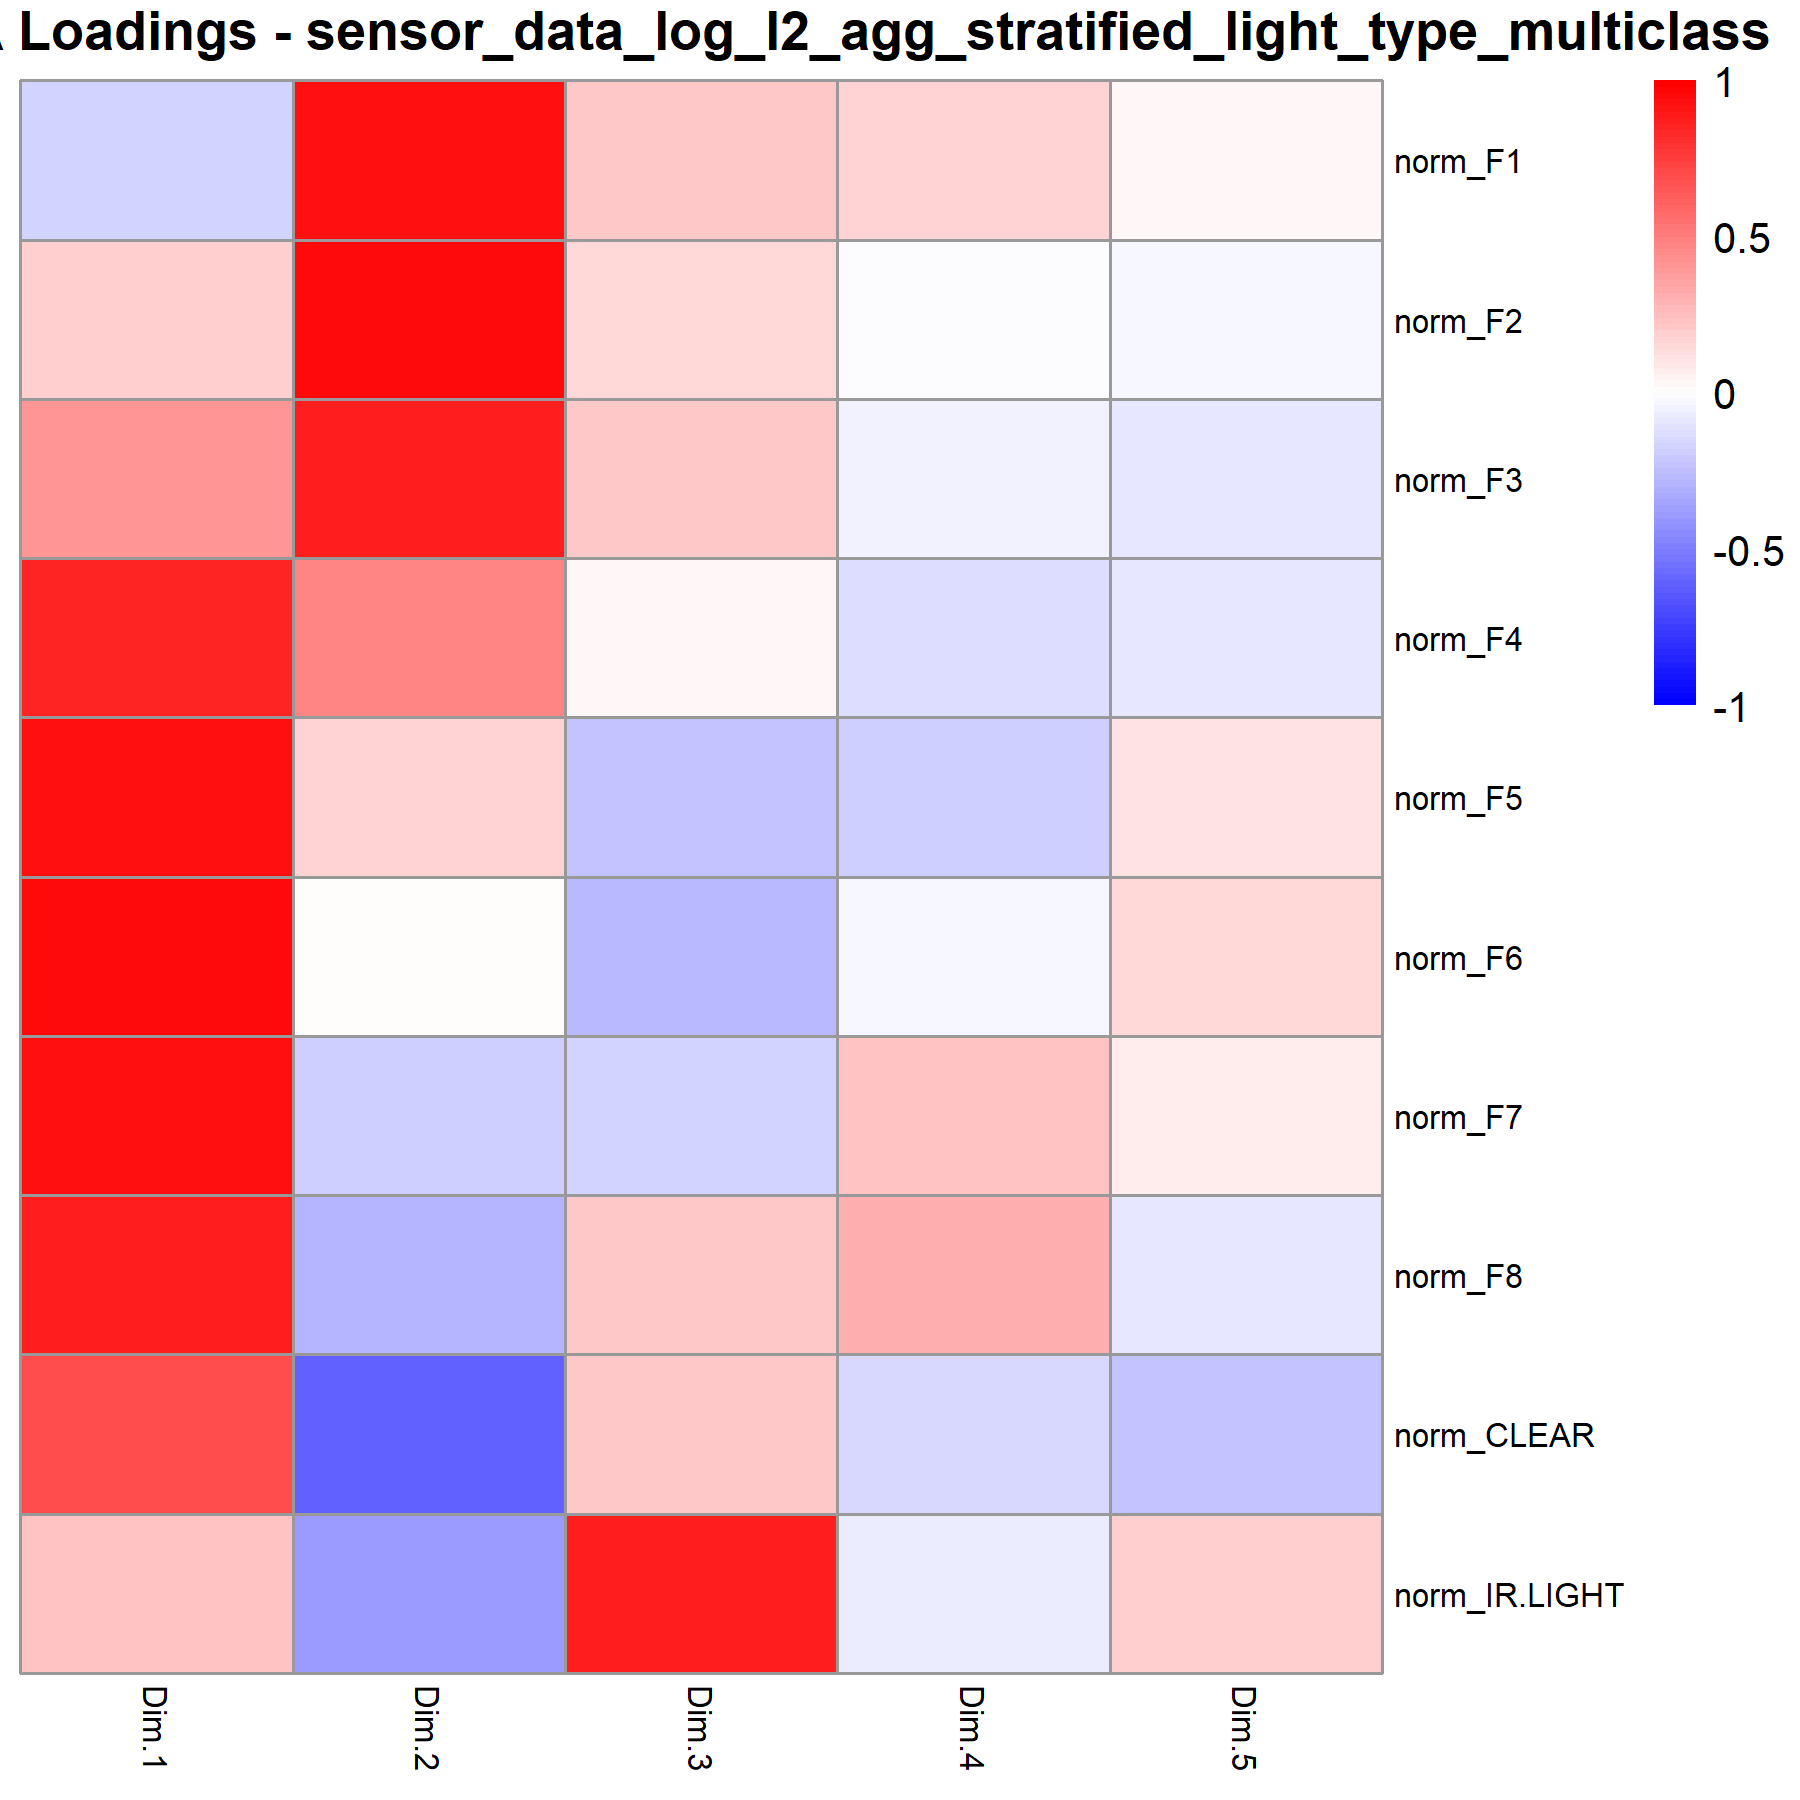 Loadings - sensor_data_log_l2_agg_stratified_light_type_multiclass
1
0.5
0
-0.5
-1
norm_F1
norm_F2
norm_F3
norm_F4
norm_F5
norm_F6
norm_F7
norm_F8
norm_CLEAR
norm_IR.LIGHT
Dim.1
Dim.2
Dim.3
Dim.4
Dim.5